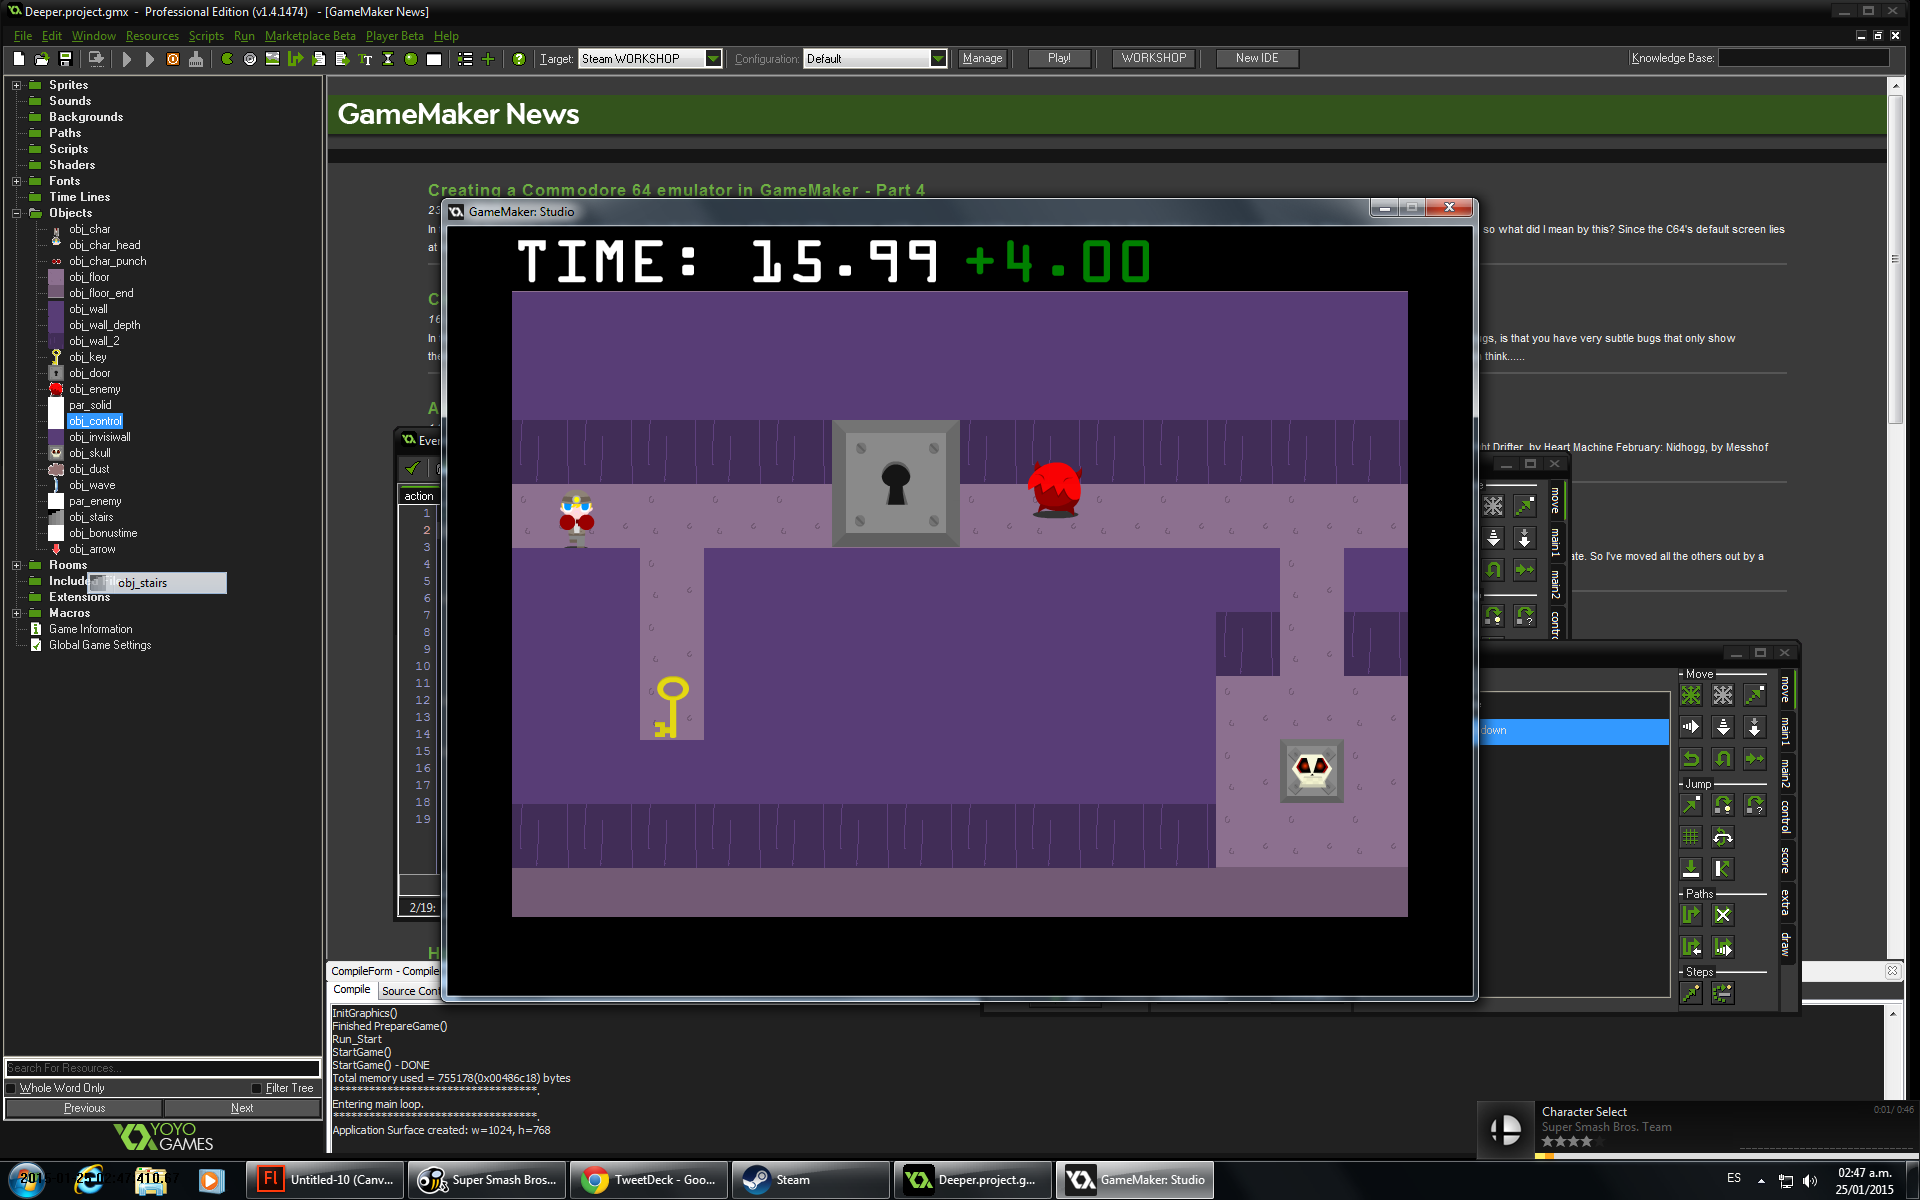 Deeper.project.gmx - Professional Edition (v1.4.1474) - [GameMaker News]
File Edit Window Resources Scripts Run Marketplace Beta Player Beta Help
Target: Steam WORKSHOP Configuration: Default Manage Play! WORKSHOP New IDE Knowledge Base:
Sprites
Sounds
Backgrounds
Paths
Scripts
Shaders
Fonts
Time Lines
Objects
obj_char
obj_char_head
obj_char_punch
obj_floor
obj_floor_end
obj_wall
obj_wall_depth
obj_wall_2
obj_key
obj_door
obj_enemy
par_solid
obj_control
obj_invisiwall
obj_skull
obj_dust
obj_wave
par_enemy
obj_stairs
obj_bonustime
obj_arrow
Rooms
obj_stairs
Extensions
Macros
Game Information
Global Game Settings
Search For Resources...
Whole Word Only Filter Tree
Previous Next
YOYO GAMES
GameMaker News
Creating a Commodore 64 emulator in GameMaker - Part 4
so what did I mean by this? Since the C64's default screen lies
is that you have very subtle bugs that only show
think......
Drifter, by Heart Machine February: Nidhogg, by Messhof
So I've moved all the others out by a
GameMaker: Studio
TIME: 15.99 +4.00
action
1
2
3
4
5
6
7
8
9
10
11
12
13
14
15
16
17
18
19
2/19:
move
main1
main2
Move
down
Jump
Paths
Steps
move
main1
main2
control
score
extra
draw
CompileForm - Compile
Compile Source Con
InitGraphics()
Finished PrepareGame()
Run_Start
StartGame()
StartGame() - DONE
Total memory used = 755178(0x00486c18) bytes
**********************************.
Entering main loop.
**********************************.
Application Surface created: w=1024, h=768
Character Select
Super Smash Bros. Team
0:01/ 0:46
Untitled-10 (Canv...
Super Smash Bros...
TweetDeck - Goo...
Steam
Deeper.project.g...
GameMaker: Studio
ES
02:47 a.m.
25/01/2015